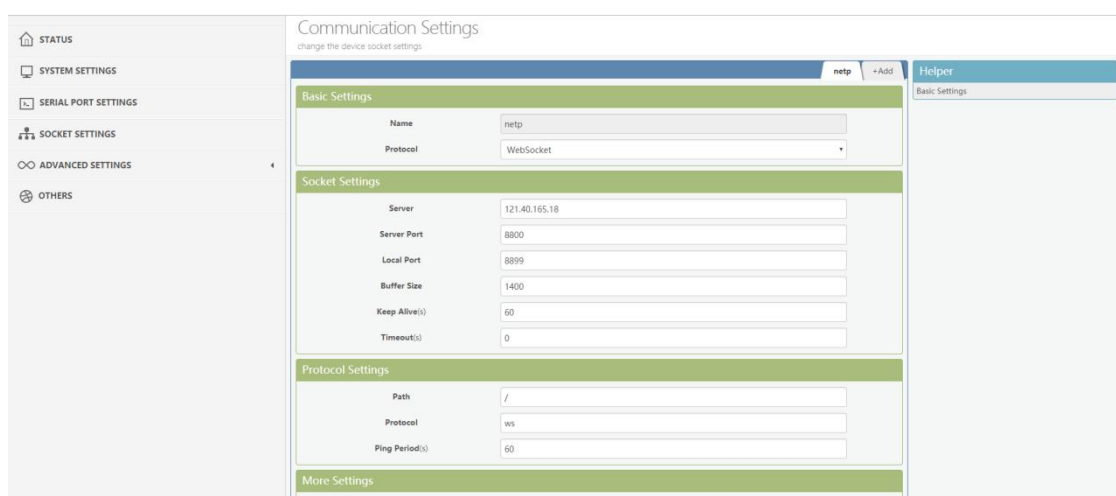 STATUS
SYSTEM SETTINGS
SERIAL PORT SETTINGS
SOCKET SETTINGS
ADVANCED SETTINGS
OTHERS
Communication Settings
change the device socket settings
netp
+Add
Basic Settings
Name netp
Protocol WebSocket
Socket Settings
Server 121.40.165.18
Server Port 8800
Local Port 8899
Buffer Size 1400
Keep Alive(s) 60
Timeout(s) 0
Protocol Settings
Path /
Protocol ws
Ping Period(s) 60
More Settings
Helper
Basic Settings